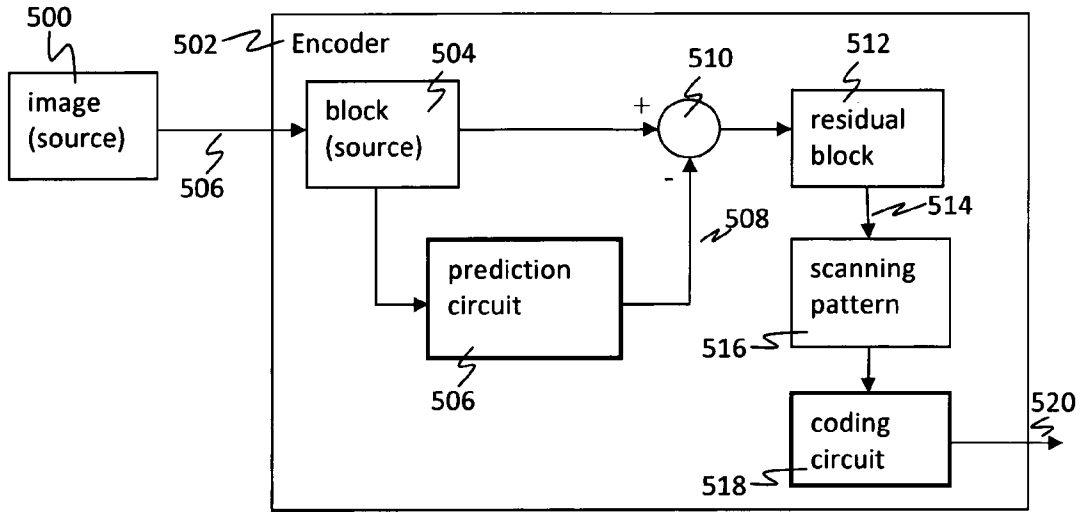 500
502
Encoder
504
510
512
image
(source)
block
(source)
+
-
residual
block
506
508
514
prediction
circuit
506
scanning
pattern
516
coding
circuit
518
520